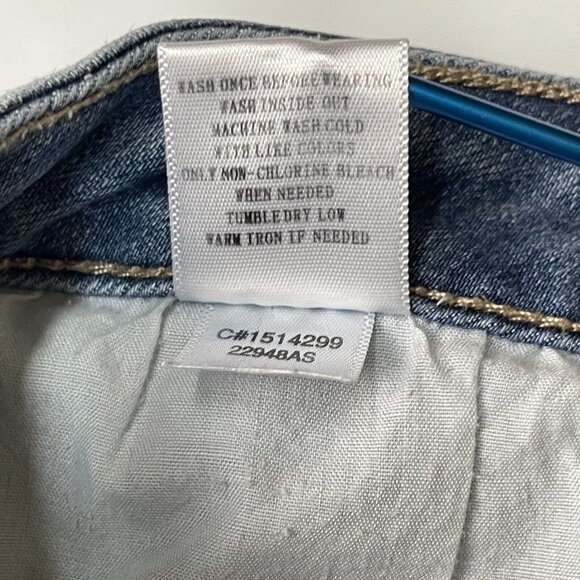 WASH ONCE BEFORE WEARING
WASH INSIDE OUT
MACHINE WASH COLD
WITH LIKE COLORS
ONLY NON-CHLORINE BLEACH
WHEN NEEDED
TUMBLE DRY LOW
WARM IRON IF NEEDED
C#1514299
22948AS